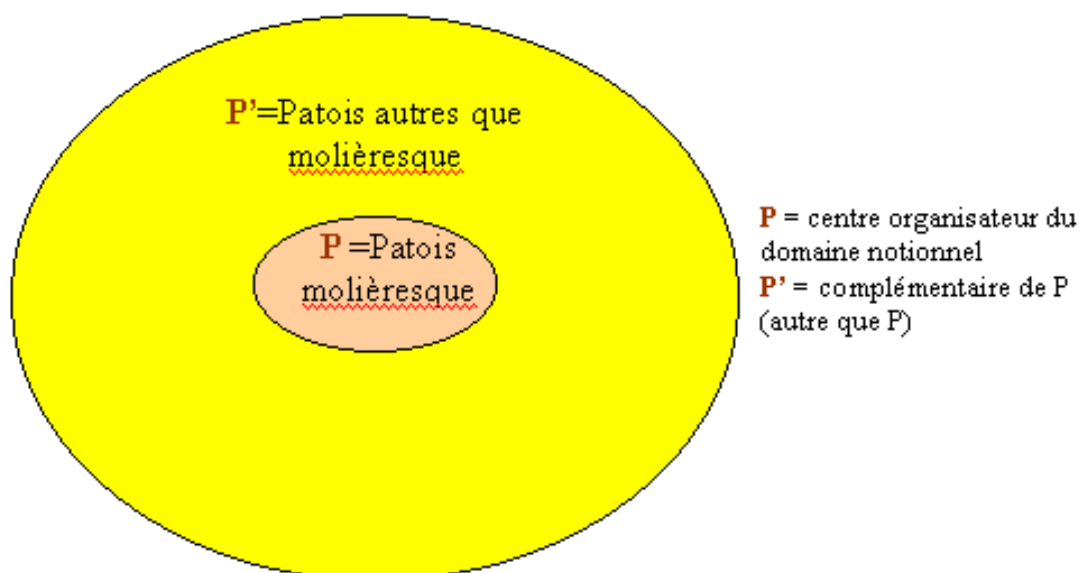 P’=Patois autres que
molièresque
P =Patois
molièresque
P = centre organisateur du
domaine notionnel
P’ = complémentaire de P
(autre que P)